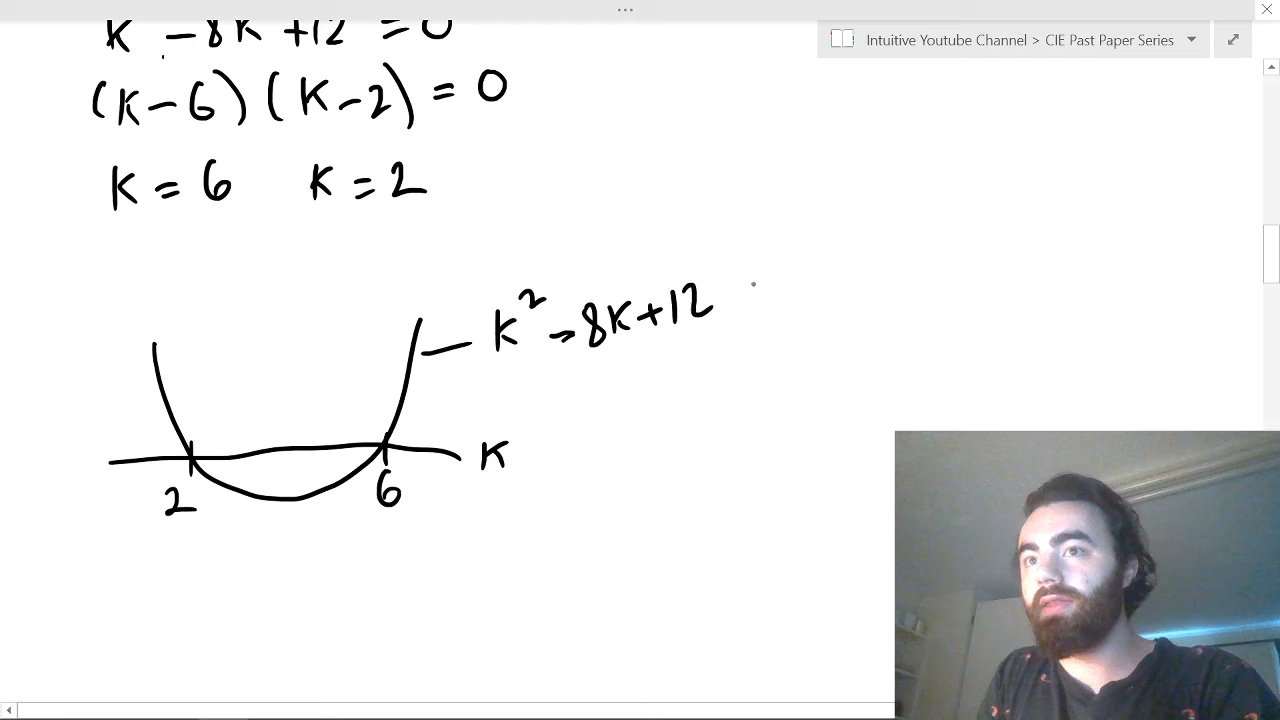 Intuitive Youtube Channel > CIE Past Paper Series
K - 8K + 12 = 0
(K - 6) (K - 2) = 0
K = 6 K = 2
K² - 8K + 12
K
2 6